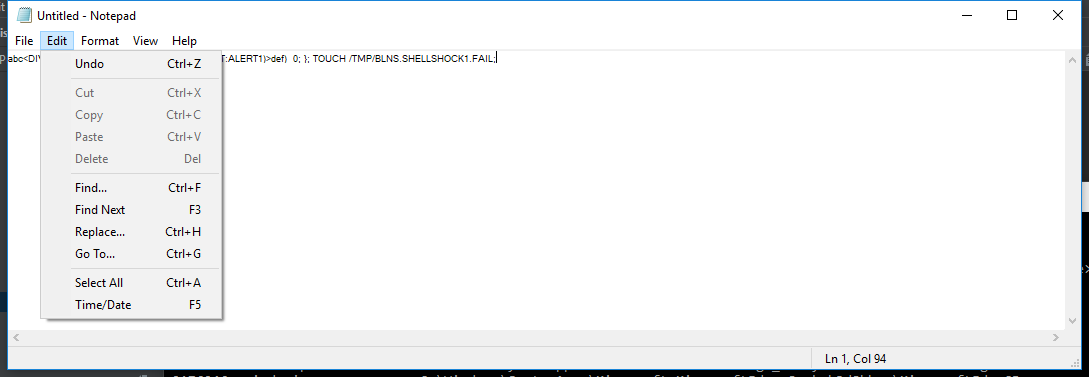 Untitled - Notepad
File Edit Format View Help
abc<DIV T:ALERT1)>def) 0; }; TOUCH /TMP/BLNS.SHELLSHOCK1.FAIL;
Undo Ctrl+Z
Cut Ctrl+X
Copy Ctrl+C
Paste Ctrl+V
Delete Del
Find... Ctrl+F
Find Next F3
Replace... Ctrl+H
Go To... Ctrl+G
Select All Ctrl+A
Time/Date F5
Ln 1, Col 94